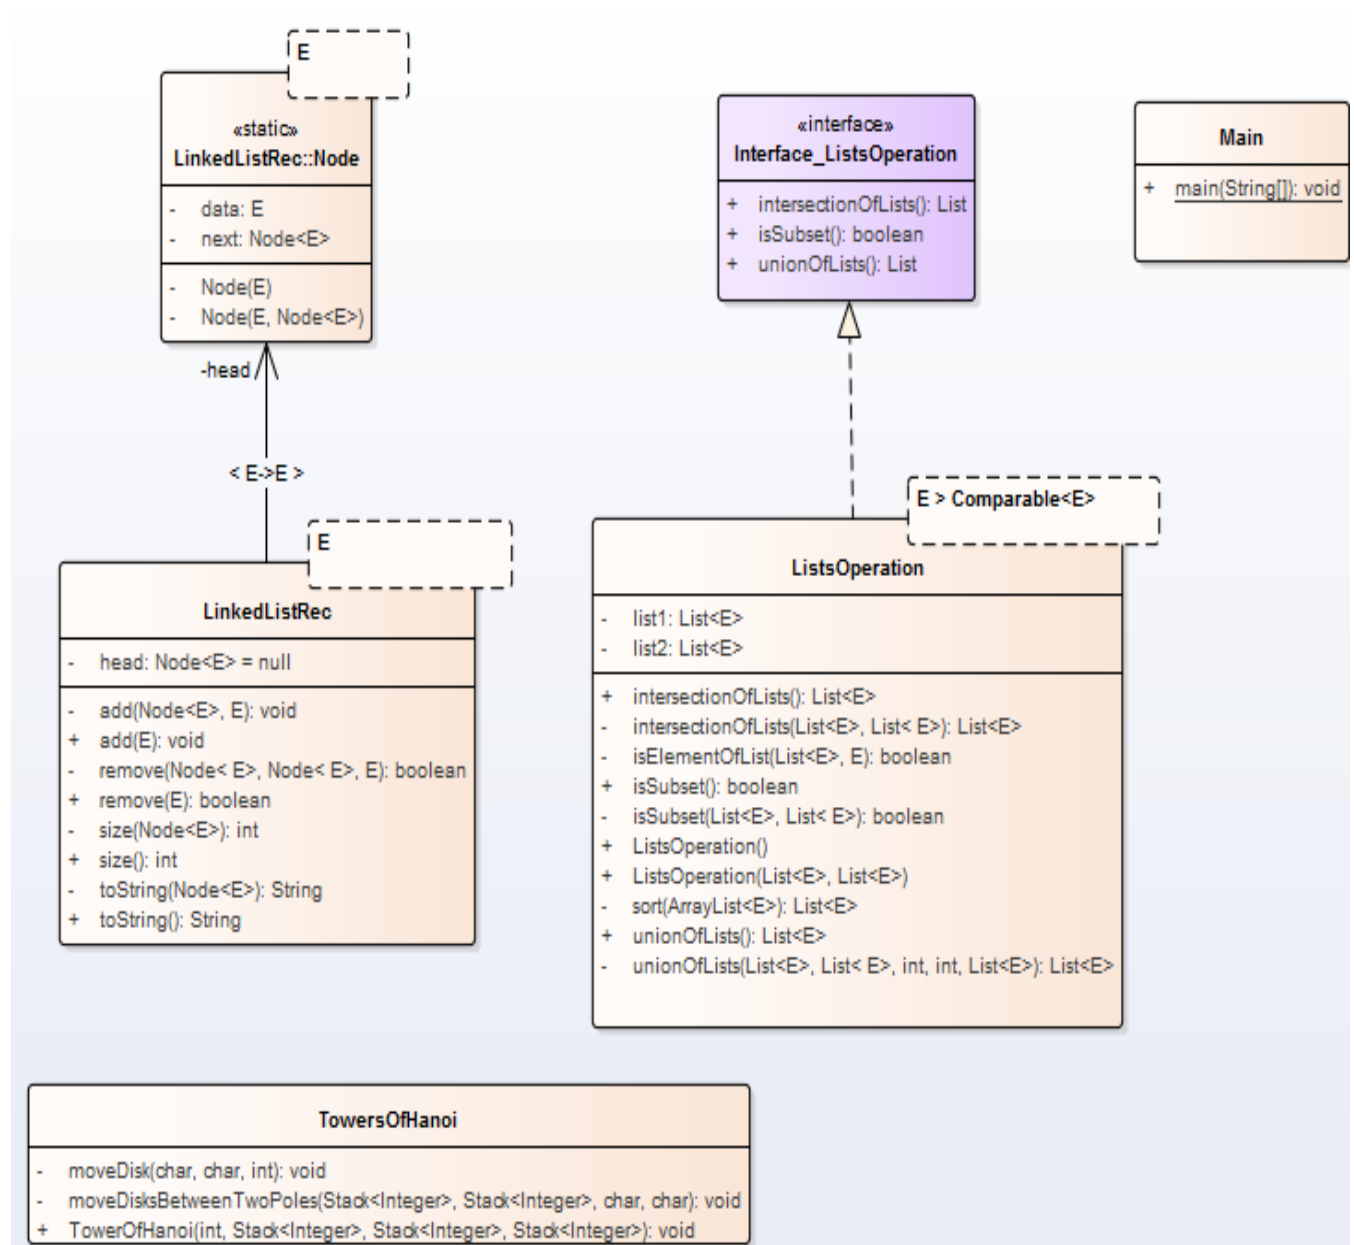 E
«static»
LinkedListRec::Node
- data: E
- next: Node<E>
- Node(E)
- Node(E, Node<E>)
-head
< E->E >
E
LinkedListRec
- head: Node<E> = null
- add(Node<E>, E): void
+ add(E): void
- remove(Node< E>, Node< E>, E): boolean
+ remove(E): boolean
- size(Node<E>): int
+ size(): int
- toString(Node<E>): String
+ toString(): String
«interface»
Interface_ListsOperation
+ intersectionOfLists(): List
+ isSubset(): boolean
+ unionOfLists(): List
E > Comparable<E>
ListsOperation
- list1: List<E>
- list2: List<E>
+ intersectionOfLists(): List<E>
- intersectionOfLists(List<E>, List< E>): List<E>
- isElementOfList(List<E>, E): boolean
+ isSubset(): boolean
- isSubset(List<E>, List< E>): boolean
+ ListsOperation()
+ ListsOperation(List<E>, List<E>)
- sort(ArrayList<E>): List<E>
+ unionOfLists(): List<E>
- unionOfLists(List<E>, List< E>, int, int, List<E>): List<E>
Main
+ main(String[]): void
TowersOfHanoi
- moveDisk(char, char, int): void
- moveDisksBetweenTwoPoles(Stack<Integer>, Stack<Integer>, char, char): void
+ TowerOfHanoi(int, Stack<Integer>, Stack<Integer>, Stack<Integer>): void